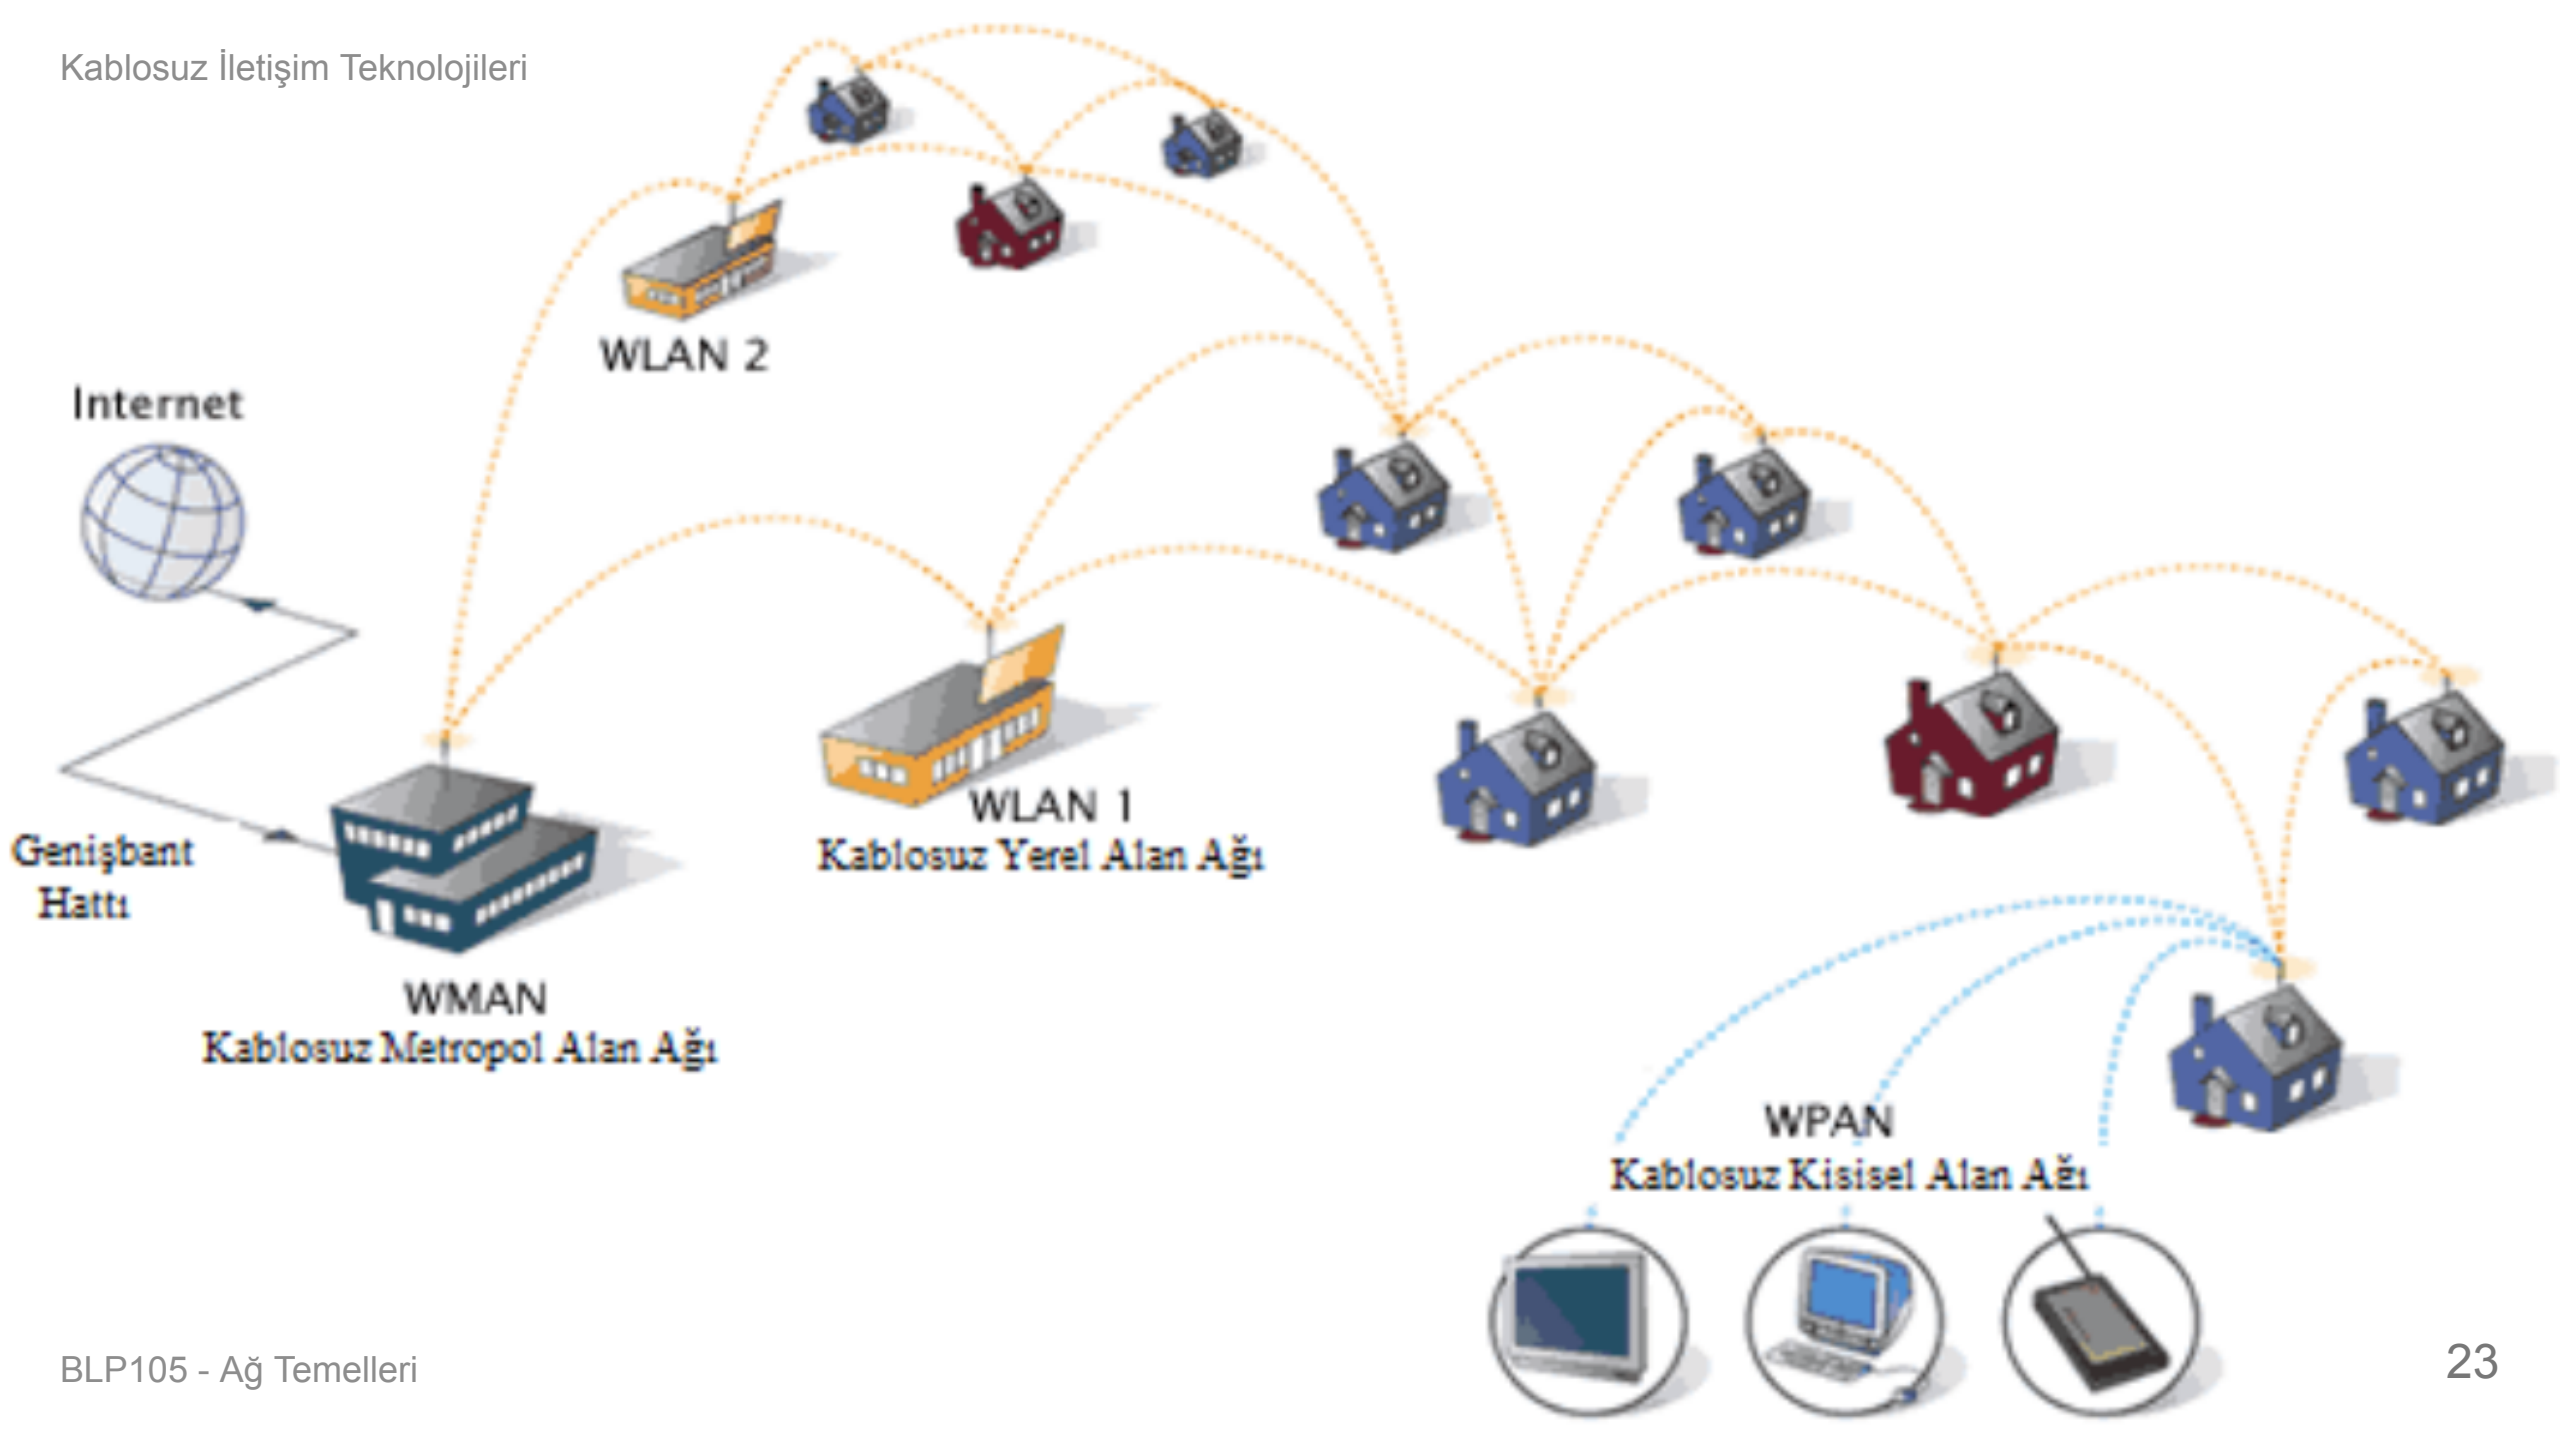 Kablosuz İletişim Teknolojileri
WLAN 2
Internet
Genişbant
Hattı
WLAN 1
Kablosuz Yerel Alan Ağı
WMAN
Kablosuz Metropol Alan Ağı
WPAN
Kablosuz Kisisel Alan Ağı
BLP105 - Ağ Temelleri
23